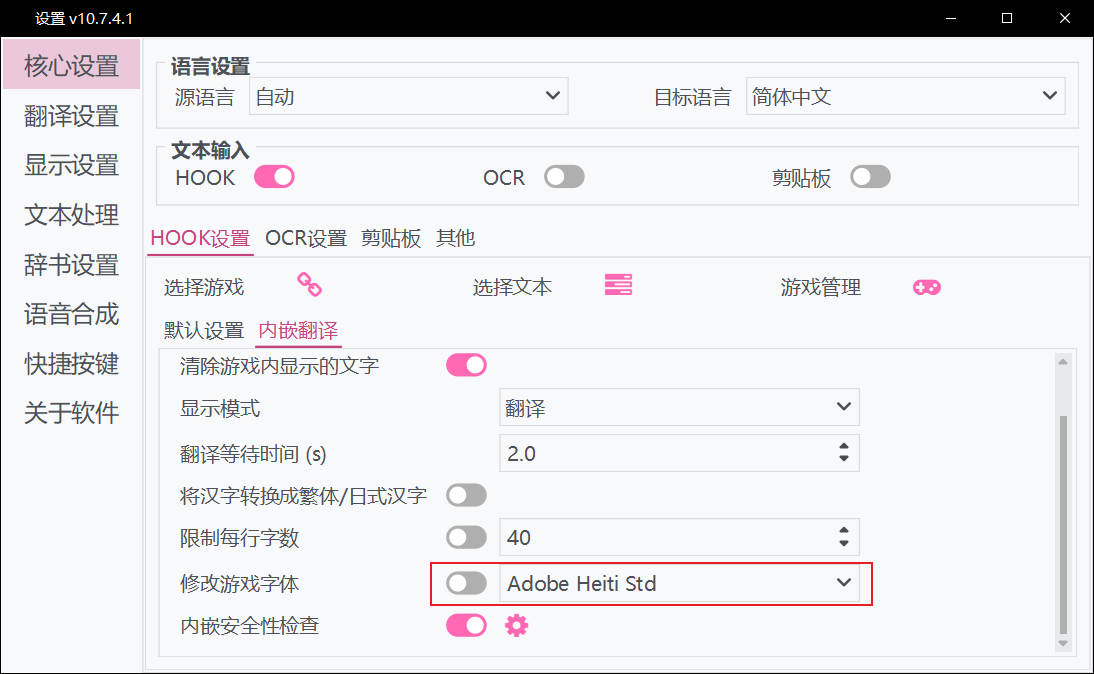 设置 v10.7.4.1
核心设置
翻译设置
显示设置
文本处理
辞书设置
语音合成
快捷按键
关于软件
语言设置
源语言 自动 目标语言 简体中文
文本输入
HOOK OCR 剪贴板
HOOK设置 OCR设置 剪贴板 其他
选择游戏 选择文本 游戏管理
默认设置 内嵌翻译
清除游戏内显示的文字
显示模式 翻译
翻译等待时间 (s) 2.0
将汉字转换成繁体/日式汉字
限制每行字数 40
修改游戏字体 Adobe Heiti Std
内嵌安全性检查